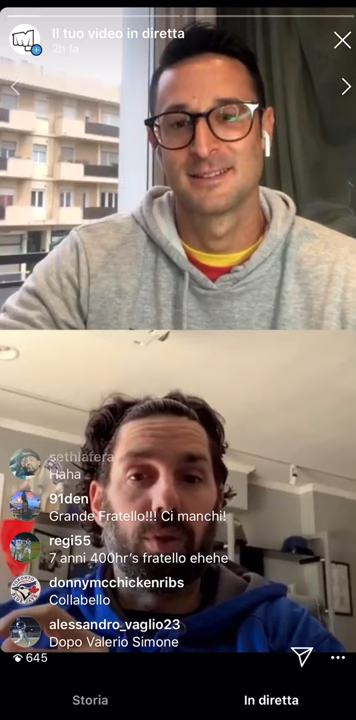 Il tuo video in diretta
2h fa
sethlafera
Haha
91den
Grande Fratello!!! Ci manchi!
regi55
7 anni 400hr's fratello ehehe
donnymcchickenribs
Collabello
alessandro_vaglio23
Dopo Valerio Simone
645
Storia
In diretta